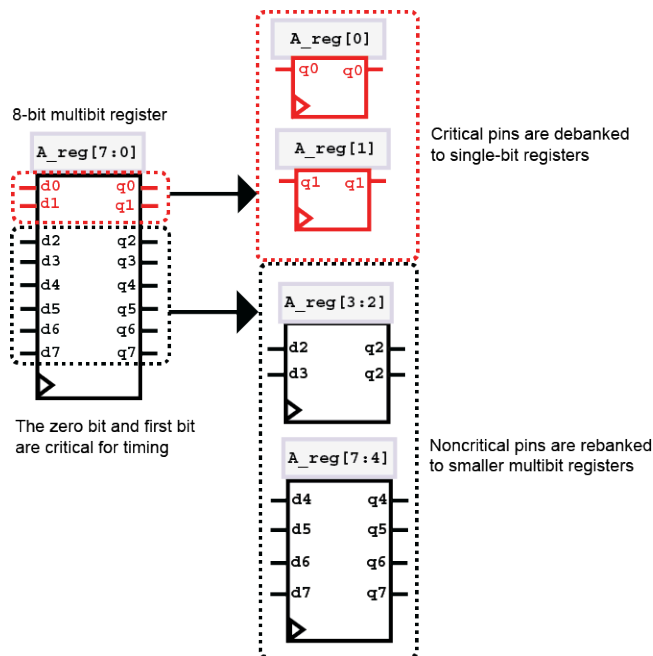 8-bit multibit register
A_reg[7:0]
d0 q0
d1 q1
d2 q2
d3 q3
d4 q4
d5 q5
d6 q6
d7 q7
The zero bit and first bit
are critical for timing
A_reg[0]
q0 q0
A_reg[1]
q1 q1
Critical pins are debanked
to single-bit registers
A_reg[3:2]
d2 q2
d3 q2
A_reg[7:4]
d4 q4
d5 q5
d6 q6
d7 q7
Noncritical pins are rebanked
to smaller multibit registers